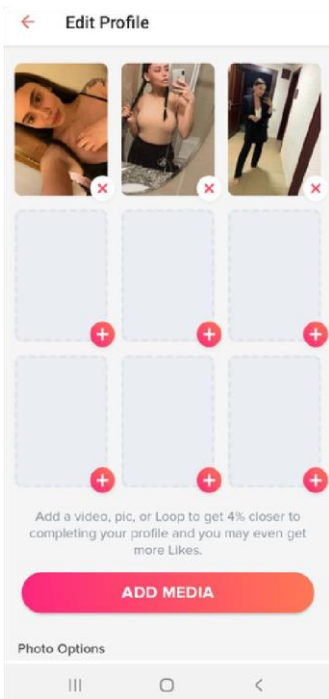 Edit Profile
Add a video, pic, or Loop to get 4% closer to
completing your profile and you may even get
more Likes.
ADD MEDIA
Photo Options